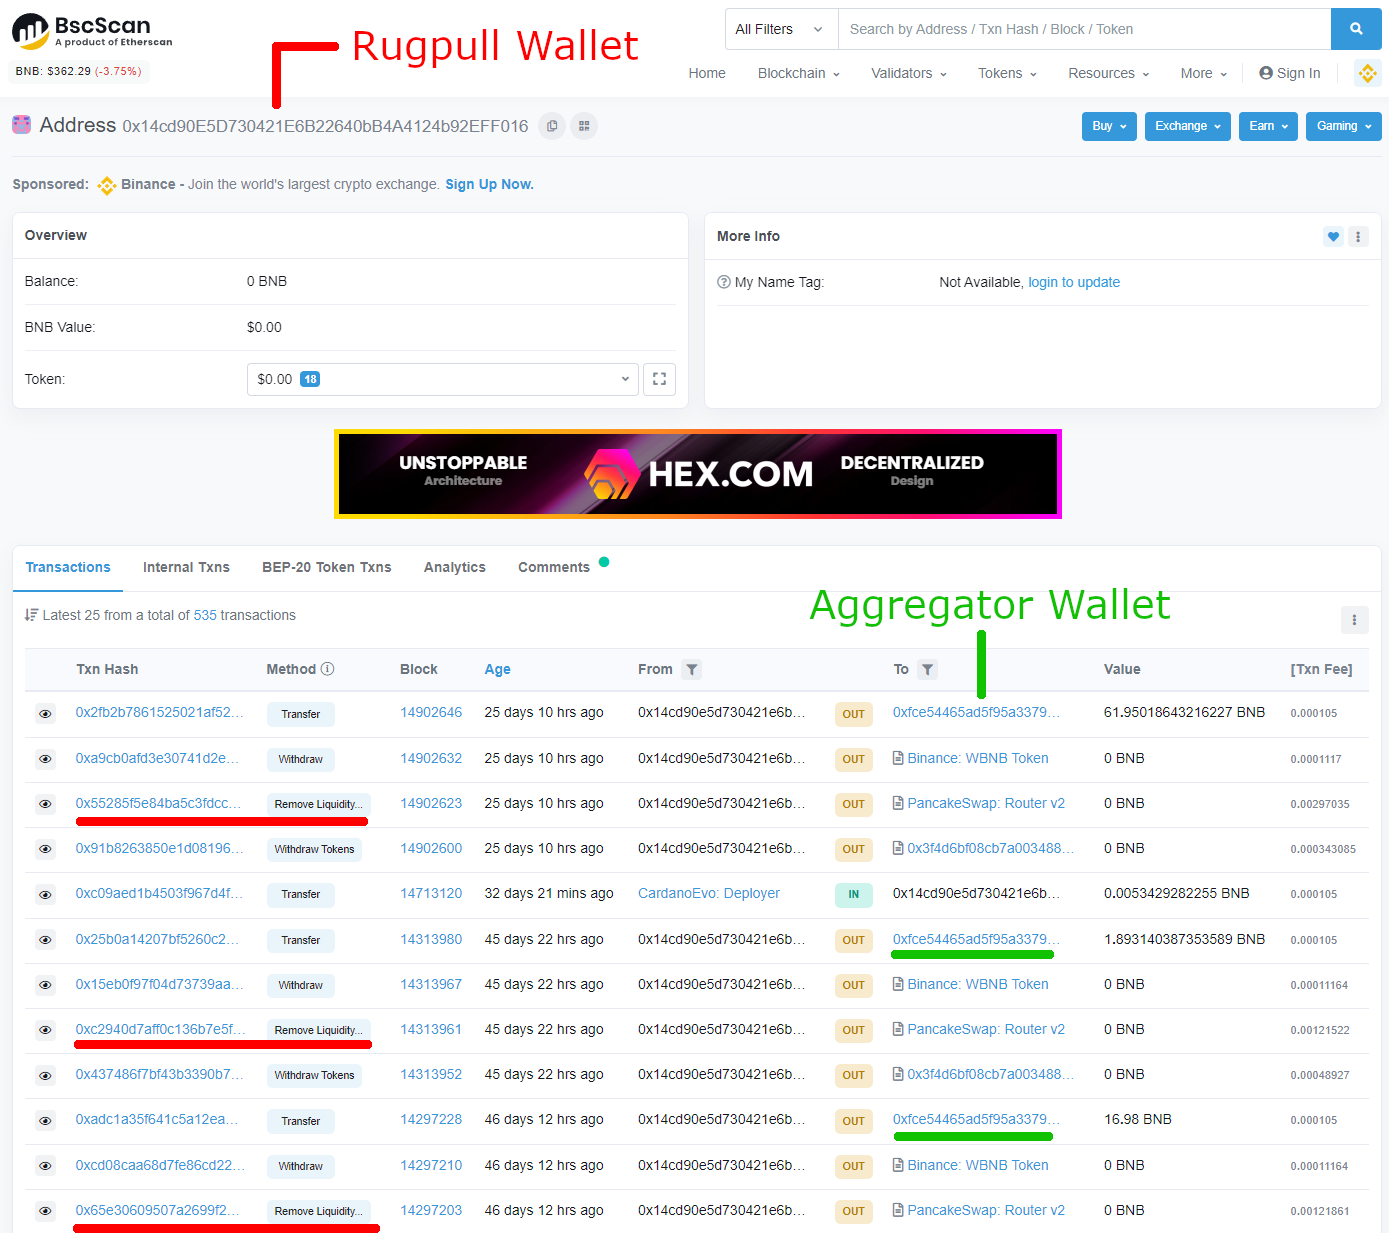 BscScan
A product of Etherscan
Rugpull Wallet
All Filters
Search by Address / Txn Hash / Block / Token
BNB: $362.29 (-3.75%)
Home Blockchain Validators Tokens Resources More Sign In
Address 0x14cd90E5D730421E6B22640bB4A4124b92EFF016
Buy Exchange Earn Gaming
Sponsored: Binance - Join the world's largest crypto exchange. Sign Up Now.
Overview
Balance: 0 BNB
BNB Value: $0.00
Token: $0.00 18
More Info
My Name Tag: Not Available, login to update
UNSTOPPABLE
Architecture
HEX.COM
DECENTRALIZED
Design
Transactions Internal Txns BEP-20 Token Txns Analytics Comments
Latest 25 from a total of 535 transactions
Aggregator Wallet
Txn Hash Method Block Age From To Value [Txn Fee]
0x2fb2b7861525021af52... Transfer 14902646 25 days 10 hrs ago 0x14cd90e5d730421e6b... OUT 0xfce54465ad5f95a3379... 61.95018643216227 BNB 0.000105
0xa9cb0afd3e30741d2e... Withdraw 14902632 25 days 10 hrs ago 0x14cd90e5d730421e6b... OUT Binance: WBNB Token 0 BNB 0.0001117
0x55285f5e84ba5c3fdcc... Remove Liquidity... 14902623 25 days 10 hrs ago 0x14cd90e5d730421e6b... OUT PancakeSwap: Router v2 0 BNB 0.00297035
0x91b8263850e1d08196... Withdraw Tokens 14902600 25 days 10 hrs ago 0x14cd90e5d730421e6b... OUT 0x3f4d6bf08cb7a003488... 0 BNB 0.000343085
0xc09aed1b4503f967d4f... Transfer 14713120 32 days 21 mins ago CardanoEvo: Deployer IN 0x14cd90e5d730421e6b... 0.0053429282255 BNB 0.000105
0x25b0a14207bf5260c2... Transfer 14313980 45 days 22 hrs ago 0x14cd90e5d730421e6b... OUT 0xfce54465ad5f95a3379... 1.893140387353589 BNB 0.000105
0x15eb0f97f04d73739aa... Withdraw 14313967 45 days 22 hrs ago 0x14cd90e5d730421e6b... OUT Binance: WBNB Token 0 BNB 0.00011164
0xc2940d7aff0c136b7e5f... Remove Liquidity... 14313961 45 days 22 hrs ago 0x14cd90e5d730421e6b... OUT PancakeSwap: Router v2 0 BNB 0.00121522
0x437486f7bf43b3390b7... Withdraw Tokens 14313952 45 days 22 hrs ago 0x14cd90e5d730421e6b... OUT 0x3f4d6bf08cb7a003488... 0 BNB 0.00048927
0xadc1a35f641c5a12ea... Transfer 14297228 46 days 12 hrs ago 0x14cd90e5d730421e6b... OUT 0xfce54465ad5f95a3379... 16.98 BNB 0.000105
0xcd08caa68d7fe86cd22... Withdraw 14297210 46 days 12 hrs ago 0x14cd90e5d730421e6b... OUT Binance: WBNB Token 0 BNB 0.00011164
0x65e30609507a2699f2... Remove Liquidity... 14297203 46 days 12 hrs ago 0x14cd90e5d730421e6b... OUT PancakeSwap: Router v2 0 BNB 0.00121861